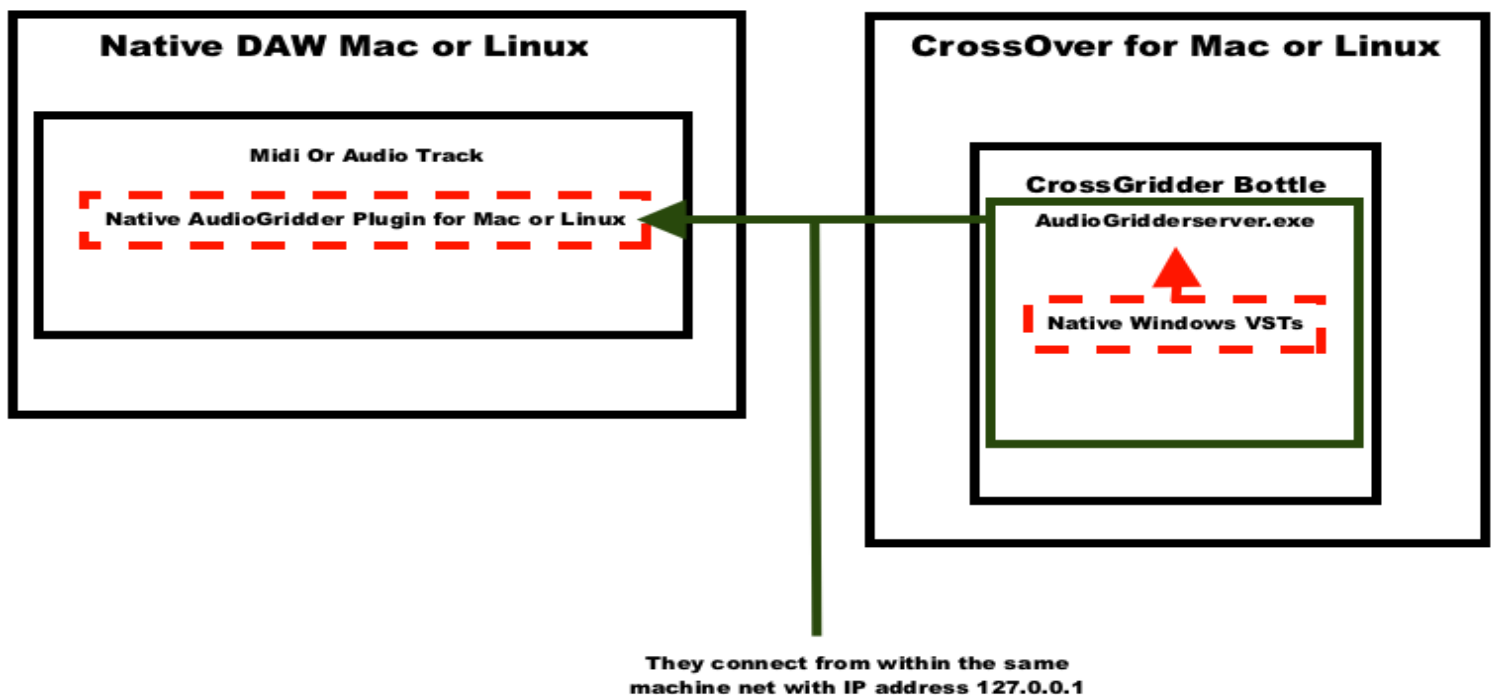 Native DAW Mac or Linux
Midi Or Audio Track
Native AudioGridder Plugin for Mac or Linux
CrossOver for Mac or Linux
CrossGridder Bottle
AudioGridderserver.exe
Native Windows VSTs
They connect from within the same
machine net with IP address 127.0.0.1